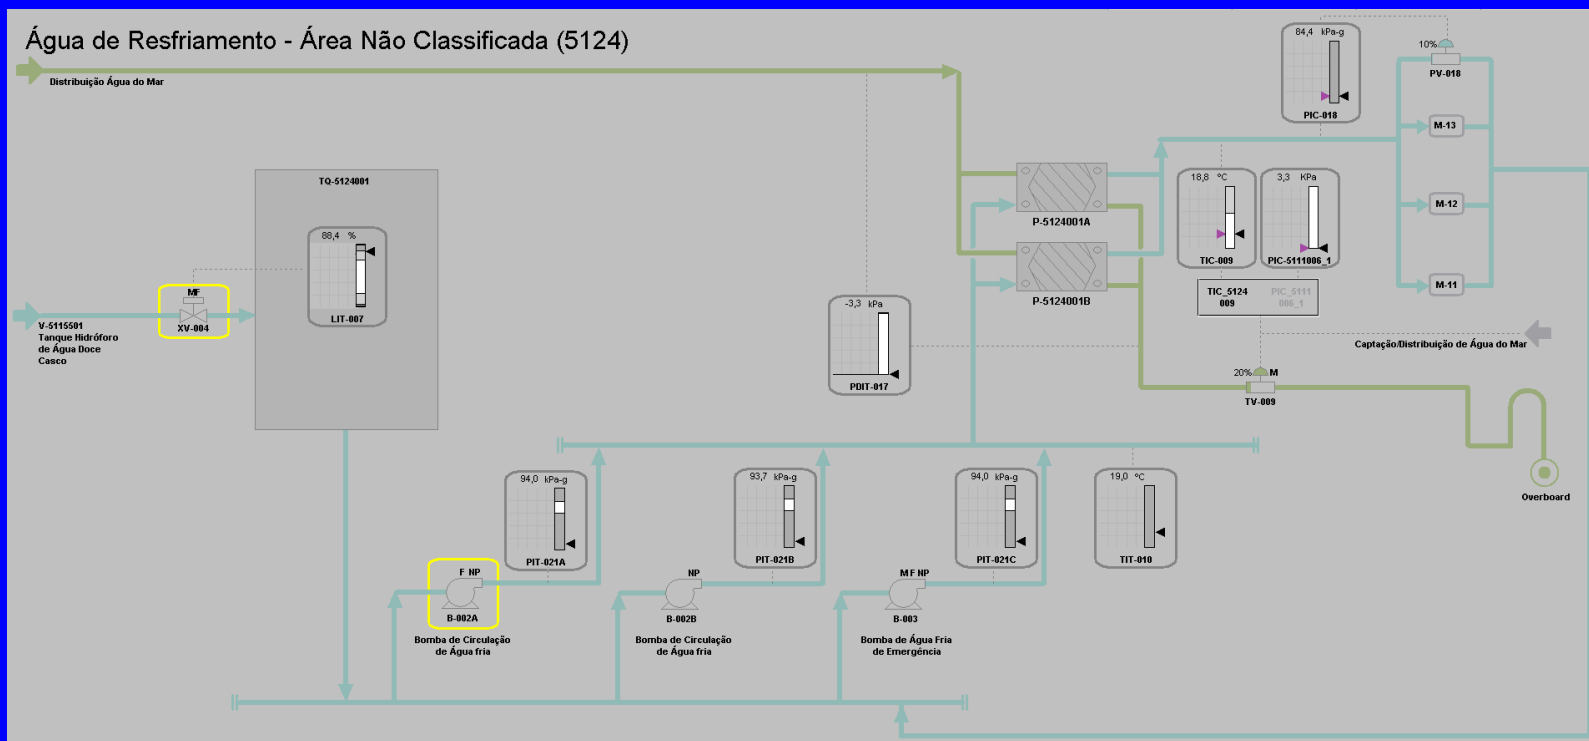 Água de Resfriamento - Área Não Classificada (5124)
Distribuição Água do Mar
84,4 kPa-g
PIC-018
10%
PV-018
M-13
M-12
M-11
TQ-5124001
88,4 %
LIT-007
MF
XV-004
V-5115501
Tanque Hidróforo
de Água Doce
Casco
P-5124001A
P-5124001B
18,8 °C
TIC-009
3,3 KPa
PIC-5111006_1
TIC_5124
009
PIC_5111
006_1
-3,3 kPa
PDIT-017
Captação/Distribuição de Água do Mar
20% M
TV-009
Overboard
94,0 kPa-g
PIT-021A
93,7 kPa-g
PIT-021B
94,0 kPa-g
PIT-021C
19,0 °C
TIT-010
F NP
B-002A
Bomba de Circulação
de Água fria
NP
B-002B
Bomba de Circulação
de Água fria
M F NP
B-003
Bomba de Água Fria
de Emergência